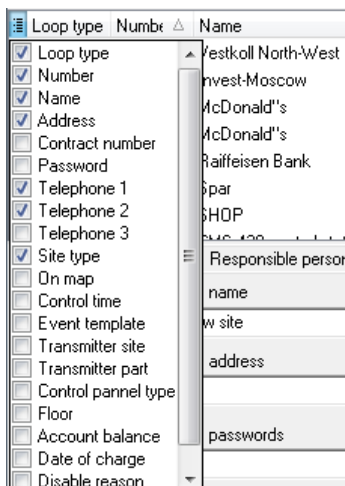 Loop type Numbe Name
Loop type
Number
Name
Address
Contract number
Password
Telephone 1
Telephone 2
Telephone 3
Site type
On map
Control time
Event template
Transmitter site
Transmitter part
Control pannel type
Floor
Account balance
Date of charge
Disable reason
Vestkoll North-West
nvest-Moscow
McDonald"s
McDonald"s
Raiffeisen Bank
Spar
SHOP
Responsible person
name
w site
address
passwords